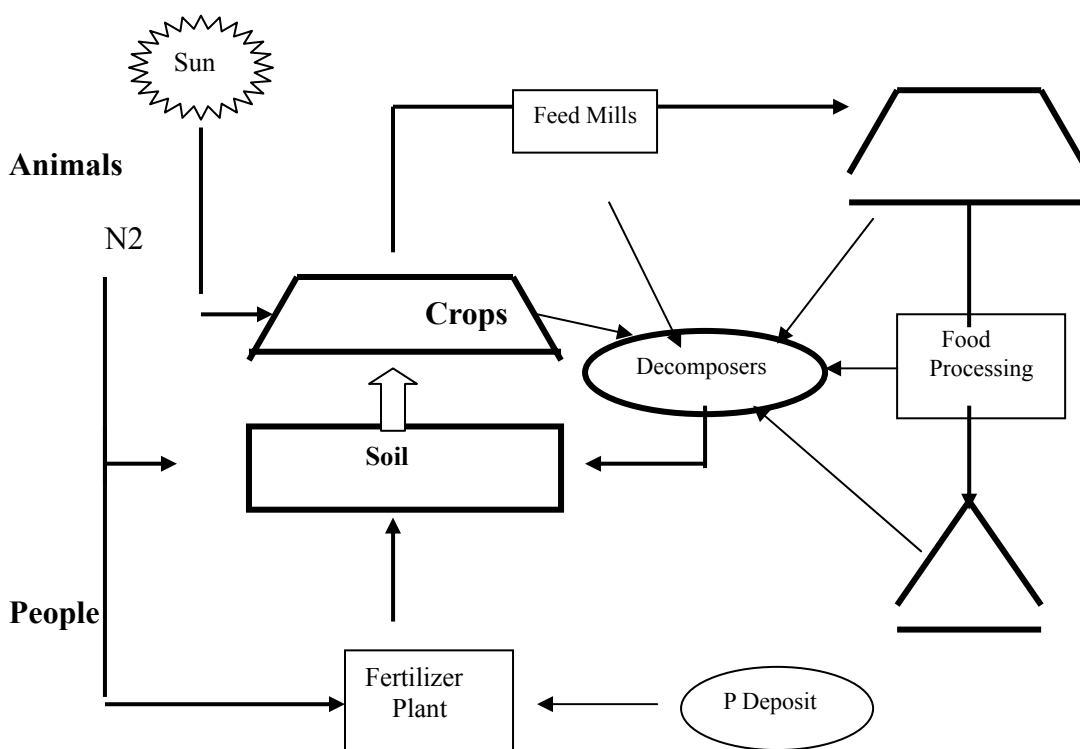 Sun
Feed Mills
Animals
N2
Crops
Decomposers
Food
Processing
Soil
People
Fertilizer
Plant
P Deposit